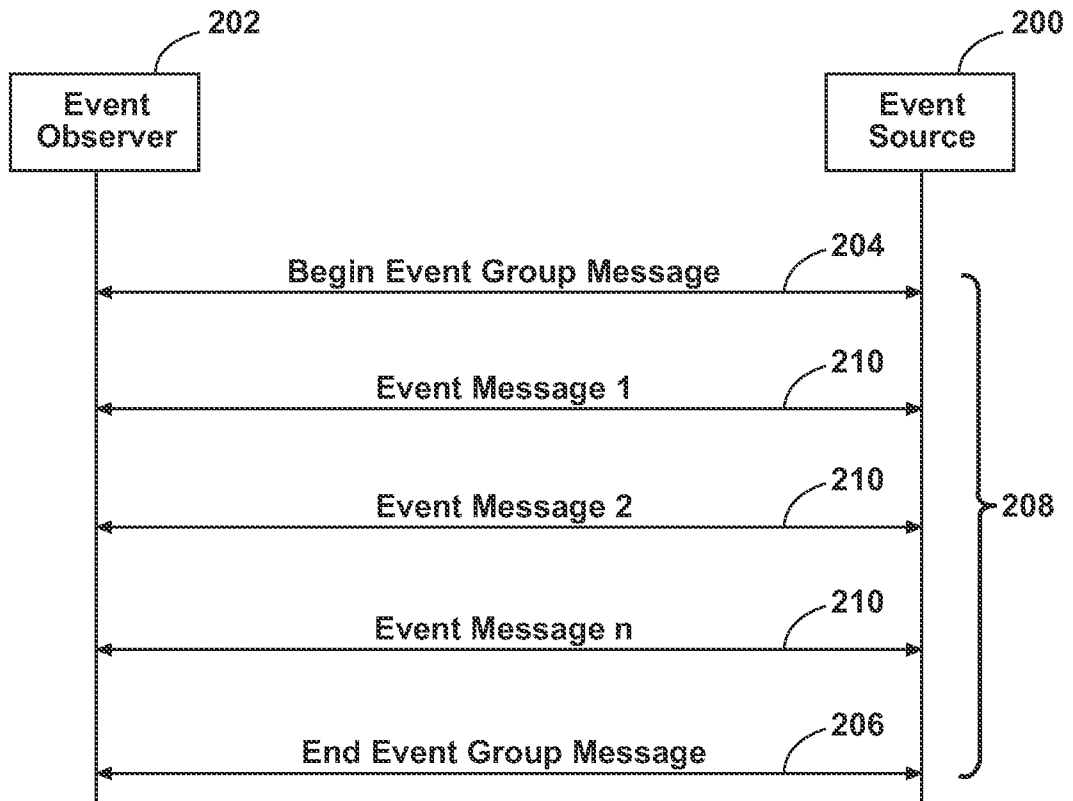 202
200
Event
Observer
Event
Source
204
Begin Event Group Message
210
Event Message 1
210
Event Message 2
208
210
Event Message n
206
End Event Group Message